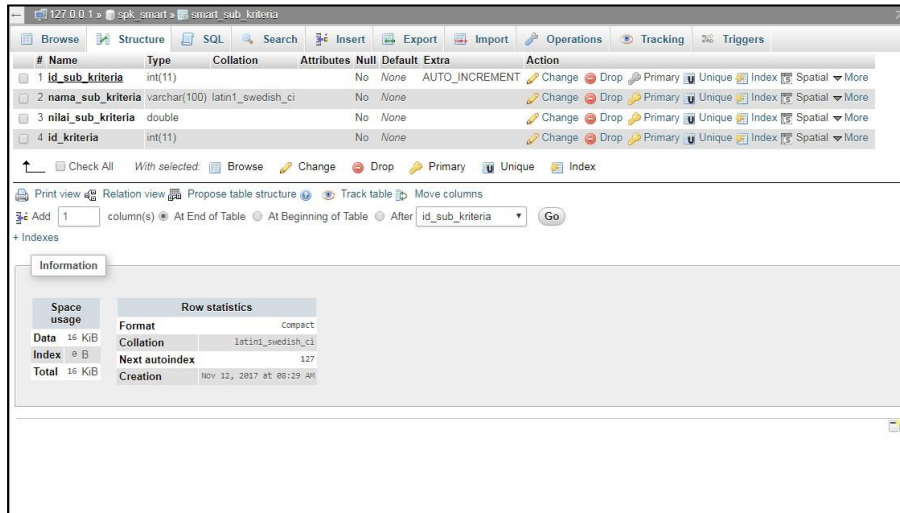 127.0.0.1 » spk_smart » smart_sub_kriteria
Browse Structure SQL Search Insert Export Import Operations Tracking Triggers
# Name Type Collation Attributes Null Default Extra Action
1 id_sub_kriteria int(11) No None AUTO_INCREMENT Change Drop Primary Unique Index Spatial More
2 nama_sub_kriteria varchar(100) latin1_swedish_ci No None Change Drop Primary Unique Index Spatial More
3 nilai_sub_kriteria double No None Change Drop Primary Unique Index Spatial More
4 id_kriteria int(11) No None Change Drop Primary Unique Index Spatial More
Check All With selected: Browse Change Drop Primary Unique Index
Print view Relation view Propose table structure Track table Move columns
Add 1 column(s) At End of Table At Beginning of Table After id_sub_kriteria Go
+ Indexes
Information
Space usage
Data 16 KiB
Index 0 B
Total 16 KiB
Row statistics
Format Compact
Collation latin1_swedish_ci
Next autoindex 127
Creation Nov 12, 2017 at 08:29 AM